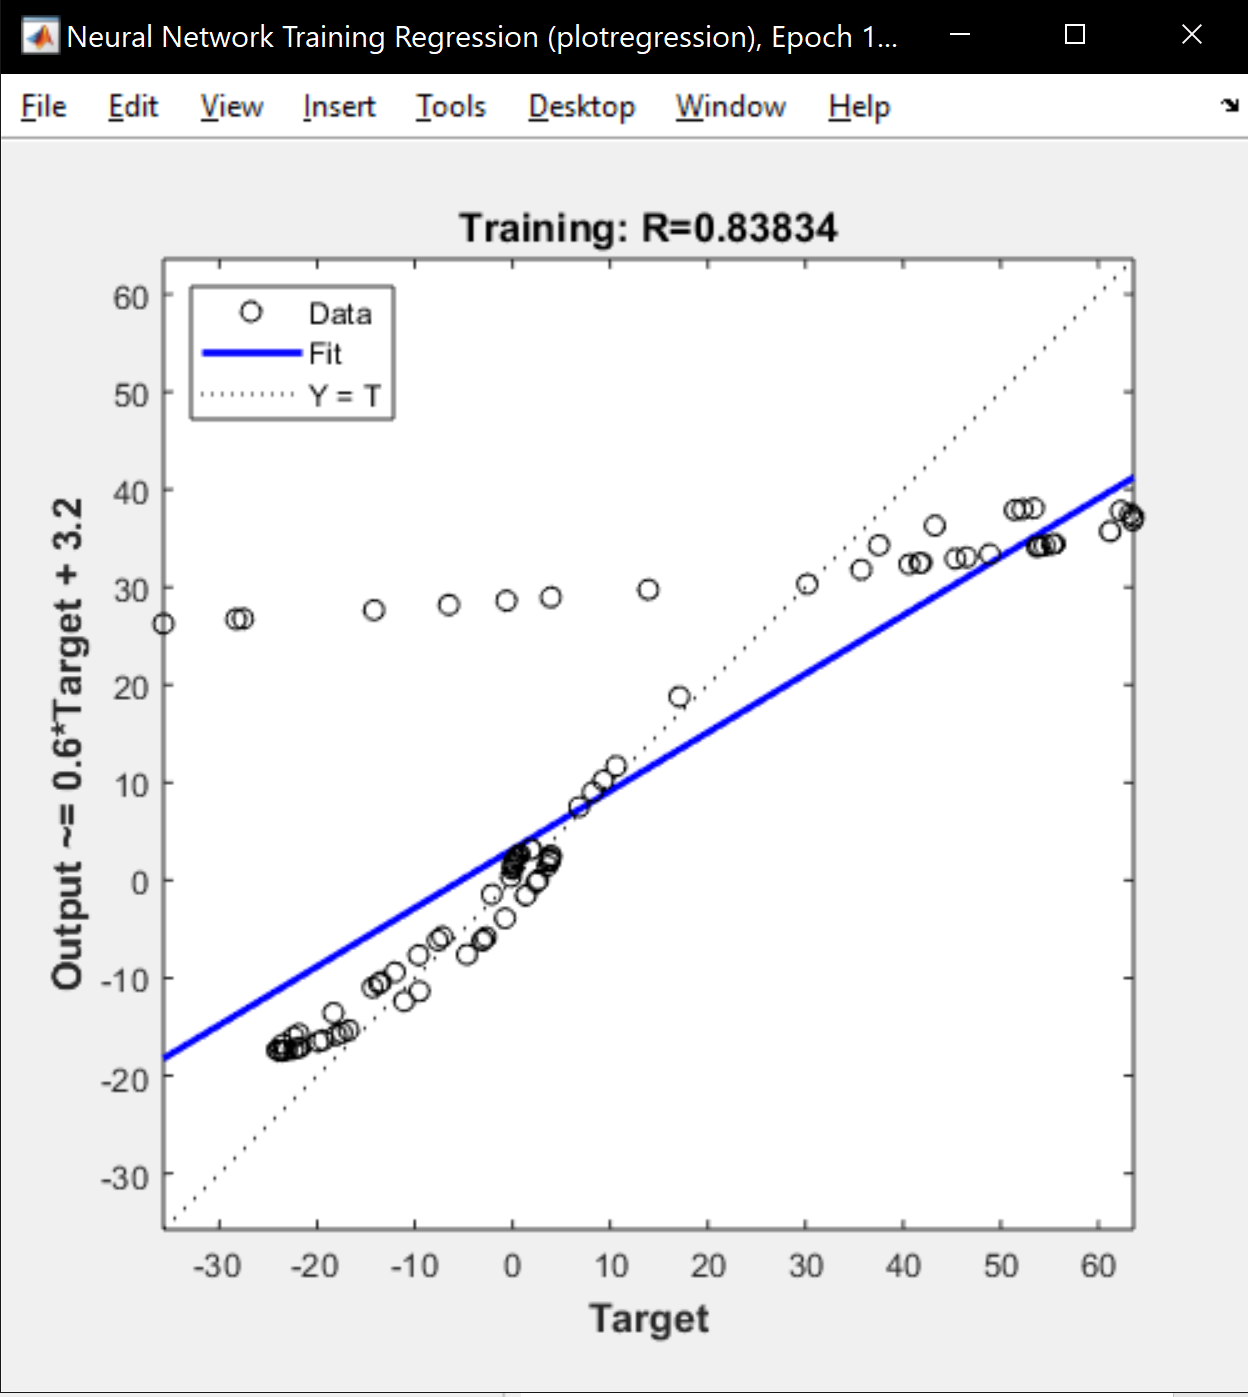 Neural Network Training Regression (plotregression), Epoch 1...
File Edit View Insert Tools Desktop Window Help
Training: R=0.83834
Data
Fit
Y = T
60
50
40
30
20
10
0
-10
-20
-30
Output ~= 0.6*Target + 3.2
-30 -20 -10 0 10 20 30 40 50 60
Target